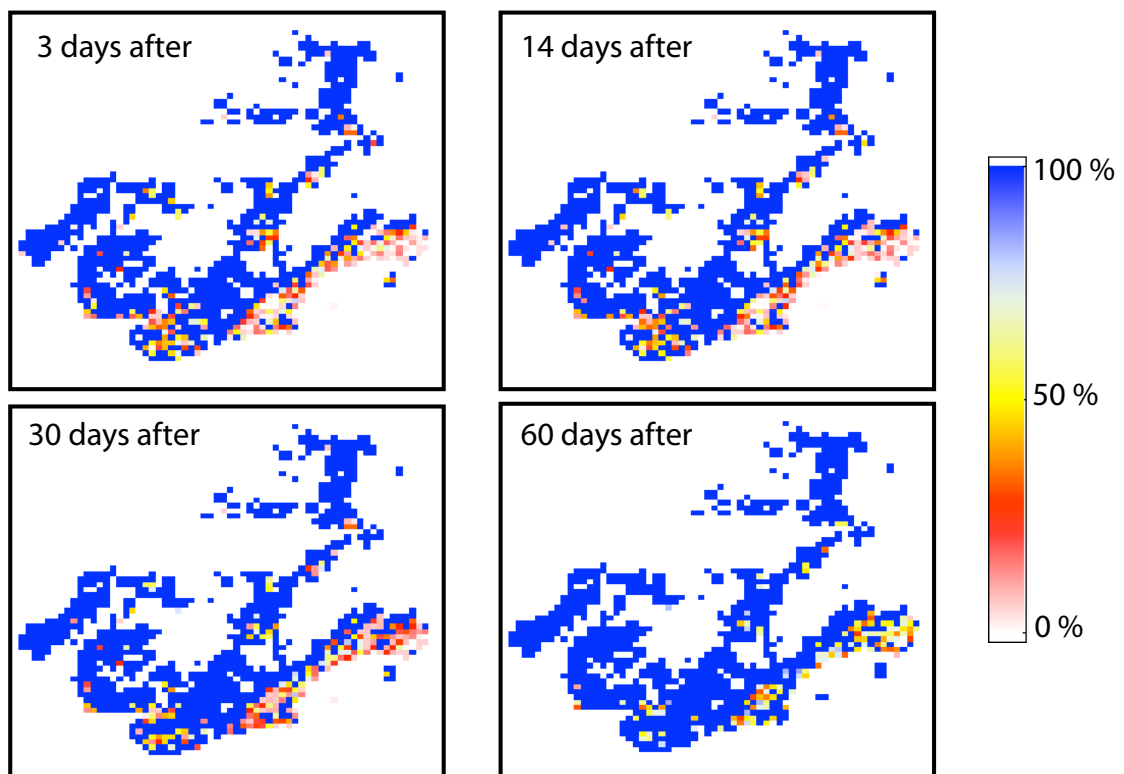 3 days after
14 days after
100 %
50 %
0 %
30 days after
60 days after